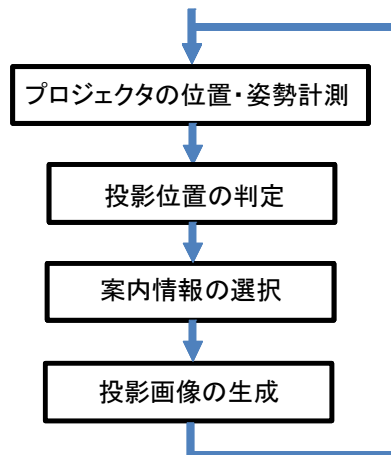 プロジェクタの位置・姿勢計測
投影位置の判定
案内情報の選択
投影画像の生成